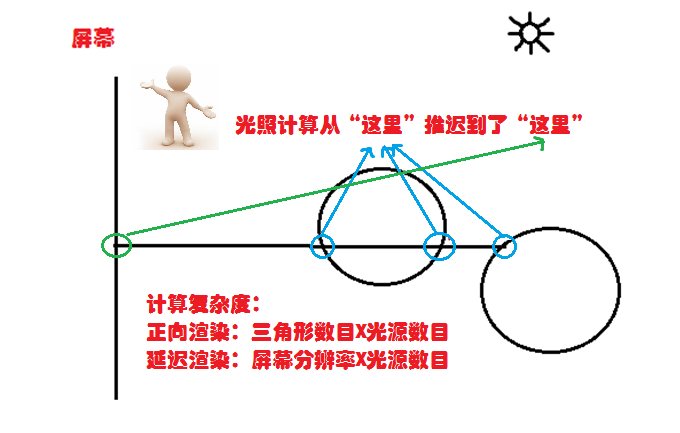 屏幕
光照计算从“这里”推迟到了“这里”
计算复杂度：
正向渲染：三角形数目X光源数目
延迟渲染：屏幕分辨率X光源数目